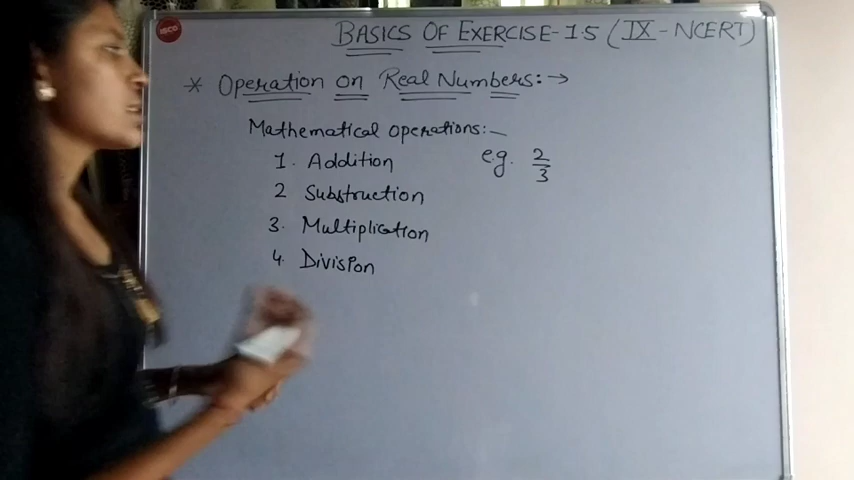 BASICS OF EXERCISE-1.5 (IX - NCERT)
* Operation on Real Numbers:→
Mathematical operations:—
1. Addition e.g. 2/3
2 Substruction
3. Multiplication
4. Division